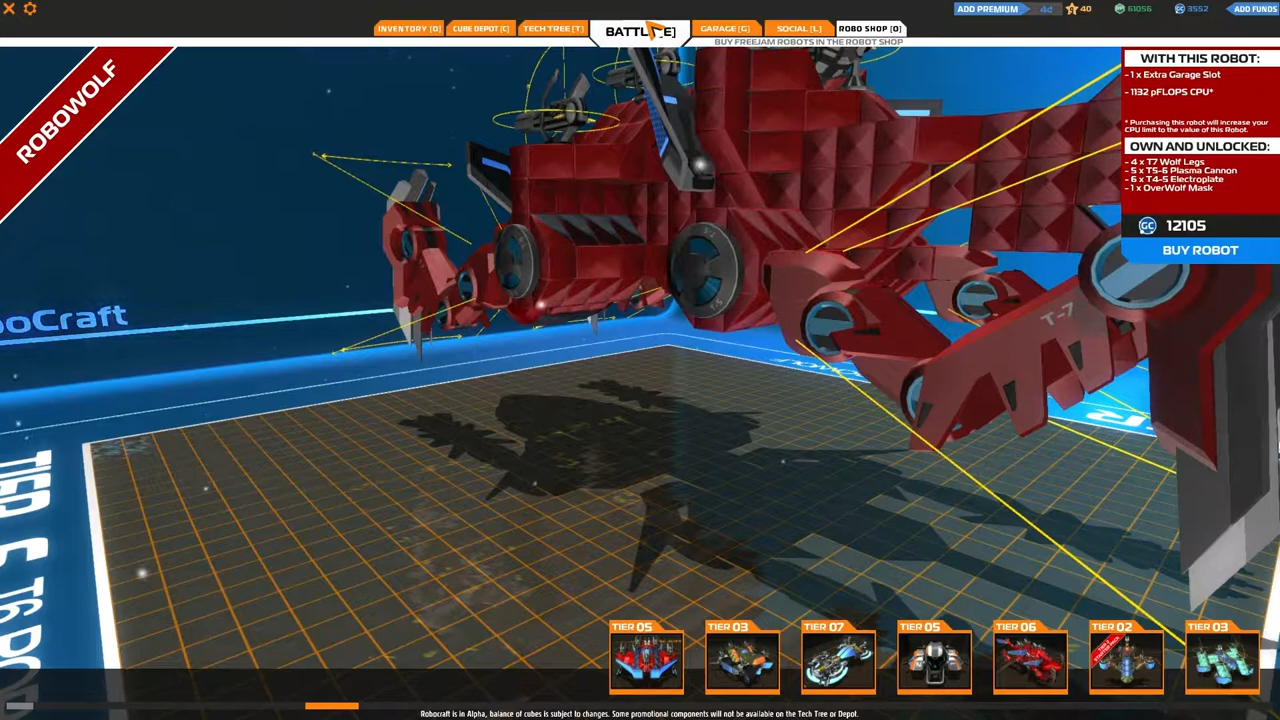 ADD PREMIUM 4d 40 61056 3552 ADD FUNDS
INVENTORY [O] CUBE DEPOT [C] TECH TREE [T] BATTL [E] GARAGE [G] SOCIAL [L] ROBO SHOP [O]
BUY FREEJAM ROBOTS IN THE ROBOT SHOP
ROBOWOLF
WITH THIS ROBOT:
- 1 x Extra Garage Slot
- 1132 pFLOPS CPU*
* Purchasing this robot will increase your
CPU limit to the value of this Robot.
OWN AND UNLOCKED:
- 4 x T7 Wolf Legs
- 5 x T5-6 Plasma Cannon
- 6 x T4-5 Electroplate
- 1 x OverWolf Mask
GC 12105
BUY ROBOT
boCraft
T-7
TIER 05 TIER 03 TIER 07 TIER 05 TIER 06 TIER 02 TIER 03
Robocraft is in Alpha, balance of cubes is subject to changes. Some promotional components will not be available on the Tech Tree or Depot.